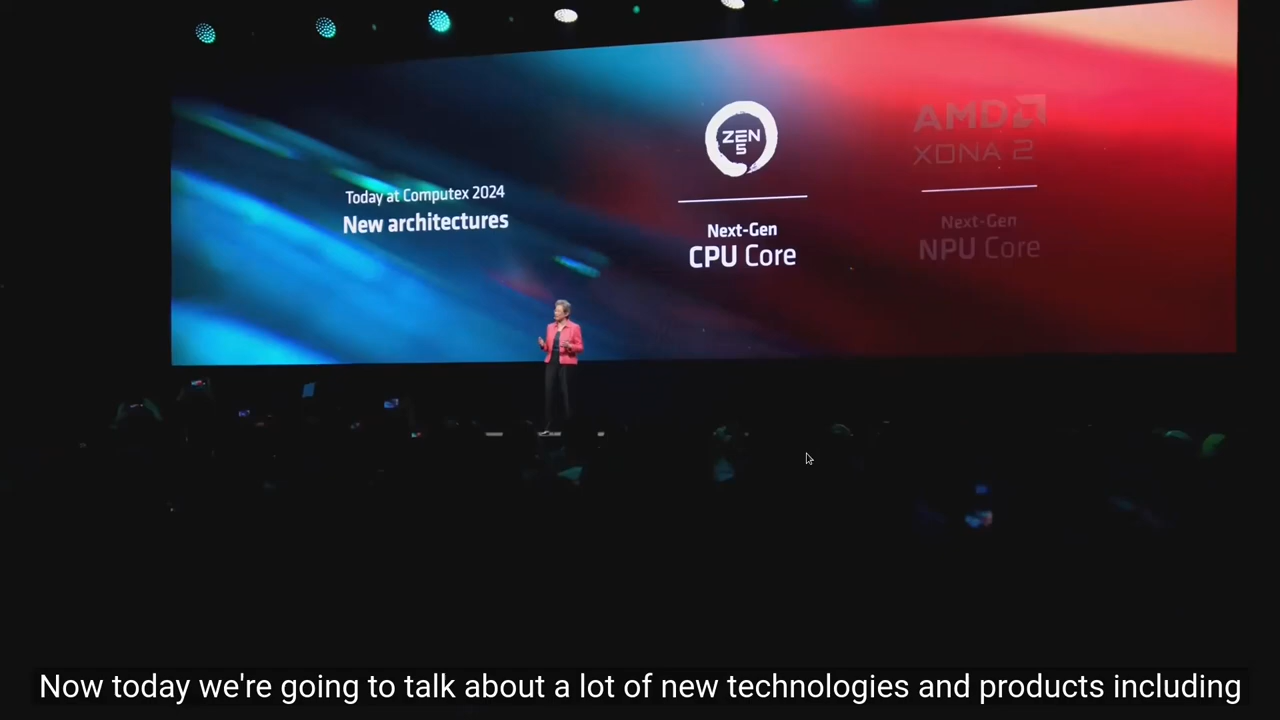 Today at Computex 2024
New architectures
ZEN
5
Next-Gen
CPU Core
AMD
XDNA 2
Next-Gen
NPU Core
Now today we're going to talk about a lot of new technologies and products including